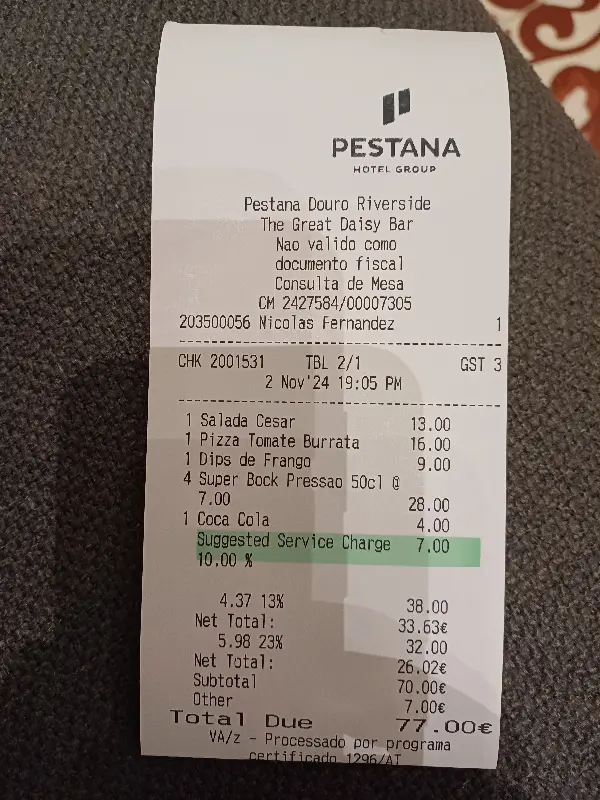 PESTANA
HOTEL GROUP
Pestana Douro Riverside
The Great Daisy Bar
Nao valido como
documento fiscal
Consulta de Mesa
CM 2427584/00007305
203500056 Nicolas Fernandez 1
CHK 2001531 TBL 2/1 GST 3
2 Nov'24 19:05 PM
1 Salada Cesar 13.00
1 Pizza Tomate Burrata 16.00
1 Dips de Frango 9.00
4 Super Bock Pressao 50cl @
7.00 28.00
1 Coca Cola 4.00
Suggested Service Charge 7.00
10.00 %
4.37 13% 38.00
Net Total: 33.63€
5.98 23% 32.00
Net Total: 26.02€
Subtotal 70.00€
Other 7.00€
Total Due 77.00€
VA/z - Processado por programa
certificado 1296/AT